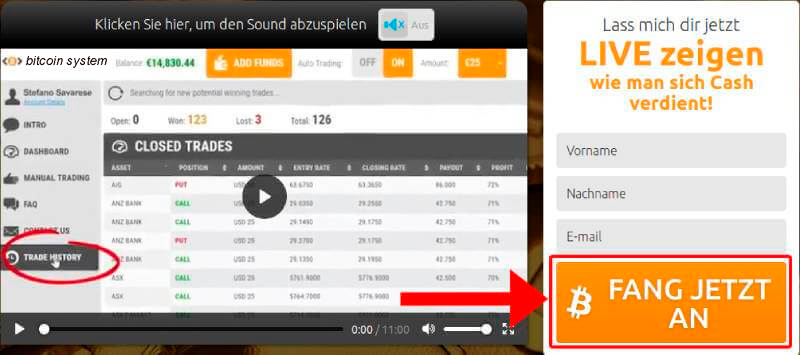 Klicken Sie hier, um den Sound abzuspielen Aus
bitcoin system Balance: €14,830.44 ADD FUNDS Auto Trading: OFF ON Amount: €25
Stefano Savarese
Account Details
Searching for new potential winning trades...
INTRO
Open: 0 Won: 123 Lost: 3 Total: 126
DASHBOARD
CLOSED TRADES
MANUAL TRADING
ASSET POSITION AMOUNT ENTRY RATE CLOSING RATE PAYOUT PROFIT
FAQ
AIG PUT USD 25 63.6750 63.3650 86.000 72%
ANZ BANK CALL USD 25 29.0350 29.2550 42.750 71%
CONTACT US
ANZ BANK CALL USD 25 29.1450 29.1750 42.750 71%
TRADE HISTORY
ANZ BANK PUT USD 25 29.2700 29.1750 42.750 71%
ANZ BANK CALL USD 25 29.1250 29.1950 42.750 71%
ASX CALL USD 25 5761.9000 5776.9000 42.500 70%
ASX CALL USD 25 5764.7000 5776.9000
0:00 / 11:00
Lass mich dir jetzt
LIVE zeigen
wie man sich Cash
verdient!
Vorname
Nachname
E-mail
FANG JETZT
AN